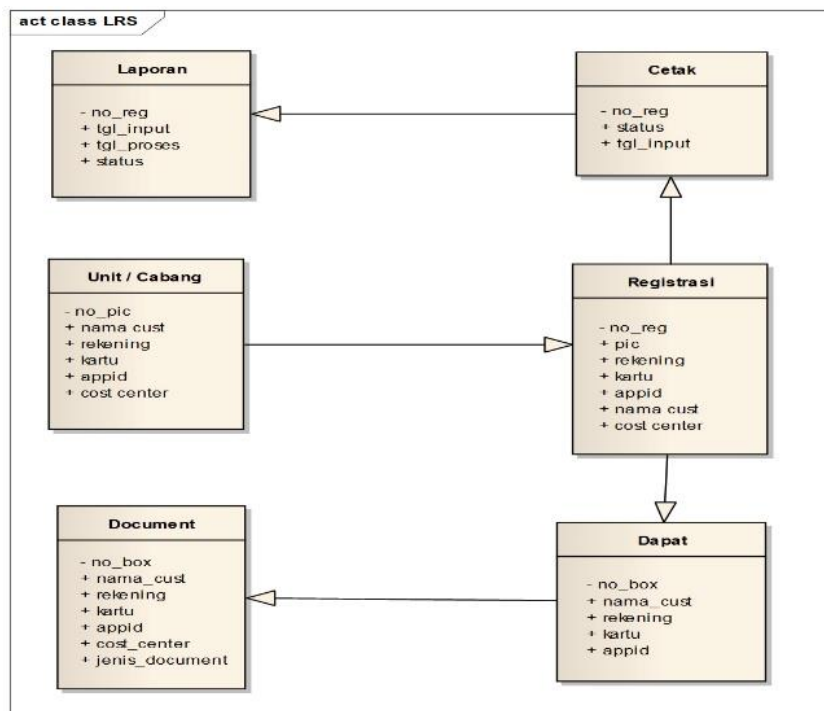 act class LRS
Laporan
- no_reg
+ tgl_input
+ tgl_proses
+ status
Cetak
- no_reg
+ status
+ tgl_input
Unit / Cabang
- no_pic
+ nama cust
+ rekening
+ kartu
+ appid
+ cost center
Registrasi
- no_reg
+ pic
+ rekening
+ kartu
+ appid
+ nama cust
+ cost center
Document
- no_box
+ nama_cust
+ rekening
+ kartu
+ appid
+ cost_center
+ jenis_document
Dapat
- no_box
+ nama_cust
+ rekening
+ kartu
+ appid